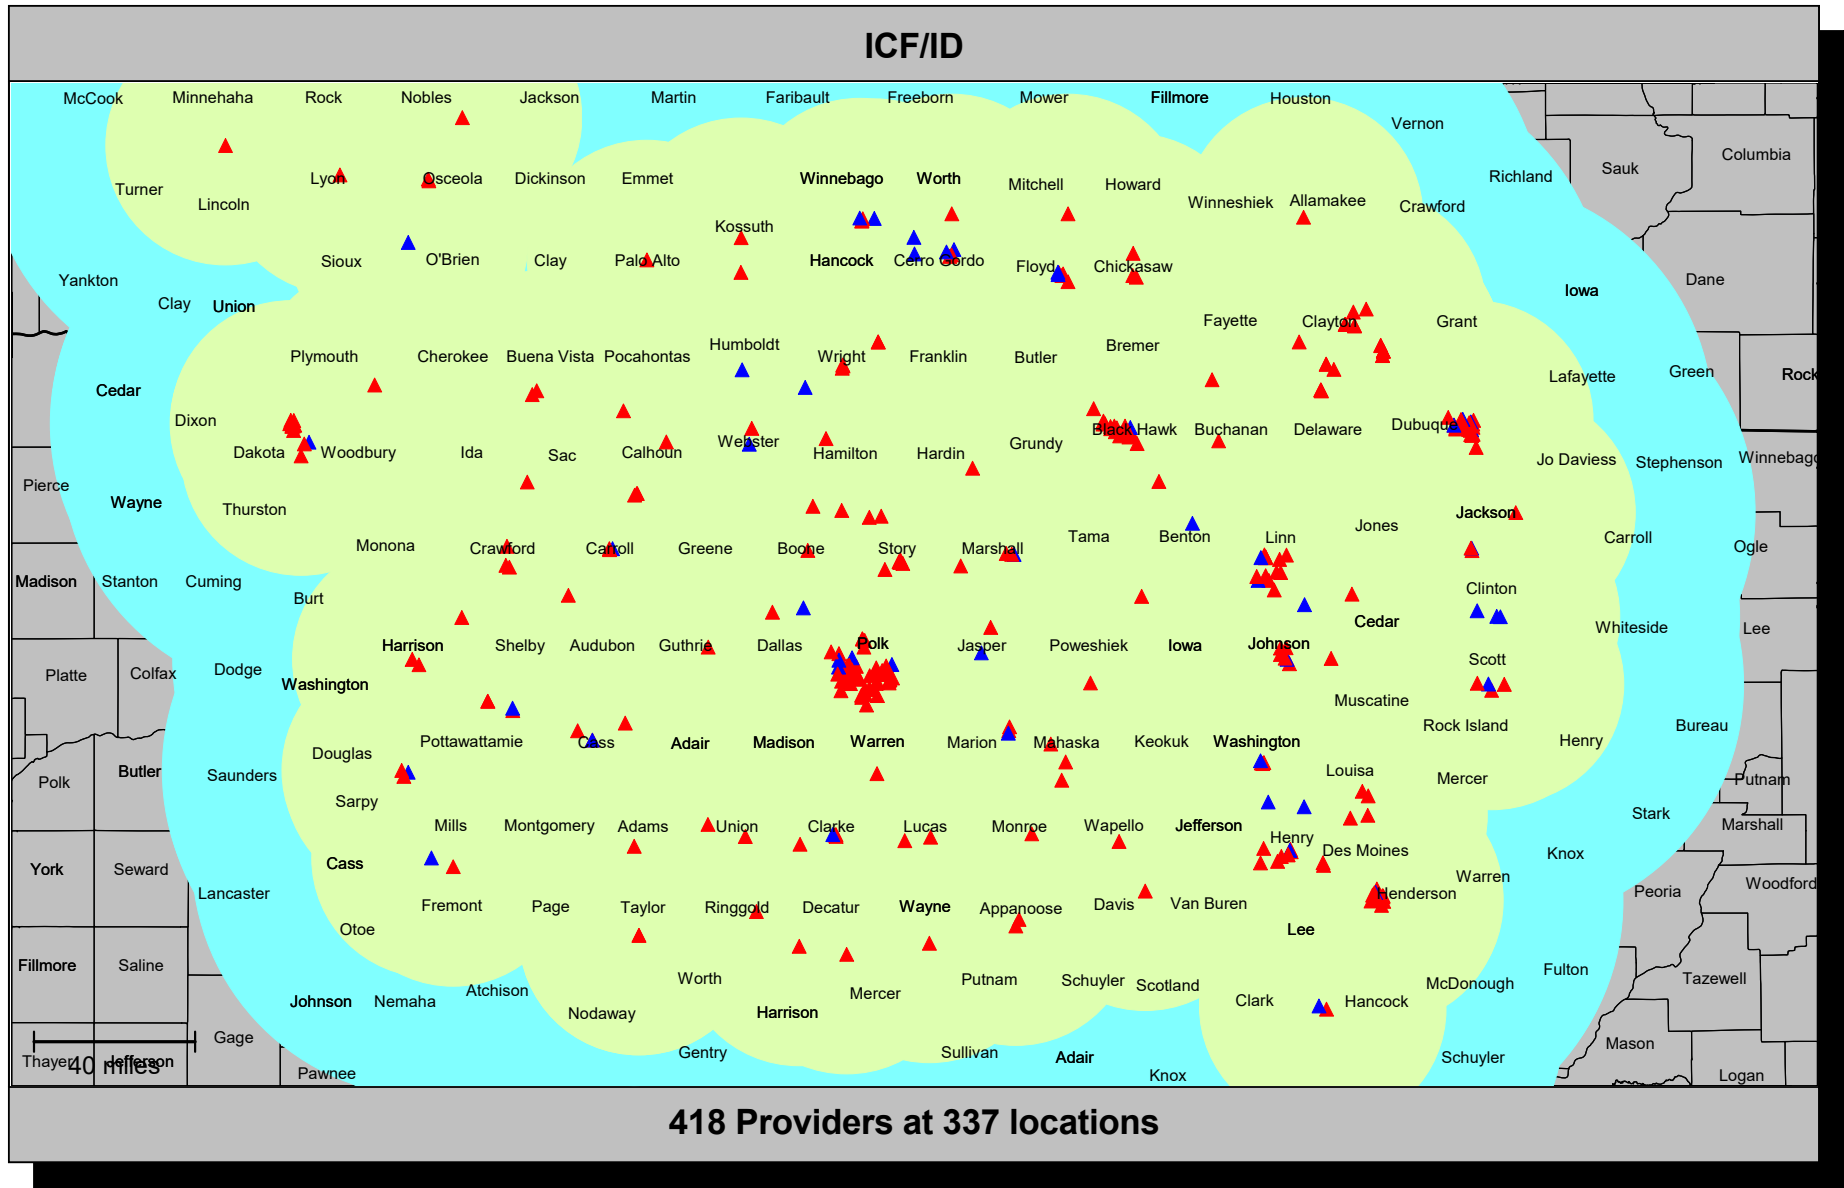 ICF/ID
McCook Minnehaha Rock Nobles Jackson Martin Faribault Freeborn Mower Fillmore Houston
Vernon
Sauk Columbia
Turner Lyon Osceola Dickinson Emmet Winnebago Worth Mitchell Howard Richland
Lincoln Winneshiek Allamakee Crawford
Kossuth
Yankton Sioux O'Brien Clay Palo Alto Hancock Cerro Gordo Floyd Chickasaw Dane
Clay Union Iowa
Fayette Clayton Grant
Plymouth Cherokee Buena Vista Pocahontas Humboldt Wright Franklin Butler Bremer
Cedar Lafayette Green Rock
Dixon Webster Grundy Black Hawk Buchanan Delaware Dubuque
Dakota Woodbury Ida Sac Calhoun Hamilton Hardin Jo Daviess Stephenson Winnebago
Pierce Wayne Thurston Jackson
Monona Crawford Carroll Greene Boone Story Marshall Tama Benton Linn Jones Carroll Ogle
Madison Stanton Cuming Burt Clinton
Cedar Whiteside Lee
Harrison Shelby Audubon Guthrie Dallas Polk Jasper Poweshiek Iowa Johnson Scott
Platte Colfax Dodge Washington
Muscatine
Rock Island Bureau
Douglas Pottawattamie Cass Adair Madison Warren Marion Mahaska Keokuk Washington Henry
Polk Butler Saunders Louisa Mercer Putnam
Sarpy Stark
Mills Montgomery Adams Union Clarke Lucas Monroe Wapello Jefferson Henry Marshall
Des Moines Knox
York Seward Cass Warren Woodford
Lancaster Fremont Page Taylor Ringgold Decatur Wayne Appanoose Davis Van Buren Henderson Peoria
Otoe Lee
Fillmore Saline Worth Putnam Schuyler Scotland McDonough Fulton Tazewell
Johnson Nemaha Atchison Nodaway Harrison Mercer Clark Hancock
Gage Gentry Sullivan Adair Schuyler Mason
Thayer Jefferson
40 miles
Pawnee Knox Logan
418 Providers at 337 locations